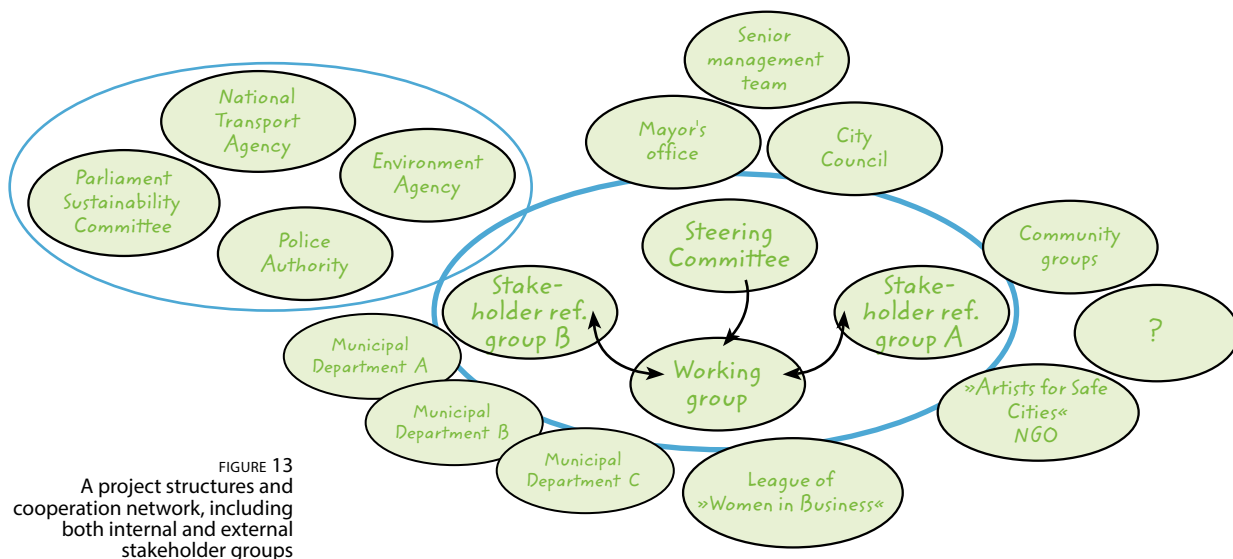 Senior
management
team
National
Transport
Agency
Mayor's
office
City
Council
Environment
Agency
Parliament
Sustainability
Committee
Police
Authority
Steering
Committee
Community
groups
Stake-
holder ref.
group B
Stake-
holder ref.
group A
?
Municipal
Department A
Working
group
»Artists for Safe
Cities«
NGO
Municipal
Department B
Municipal
Department C
League of
»Women in Business«
FIGURE 13
A project structures and
cooperation network, including
both internal and external
stakeholder groups